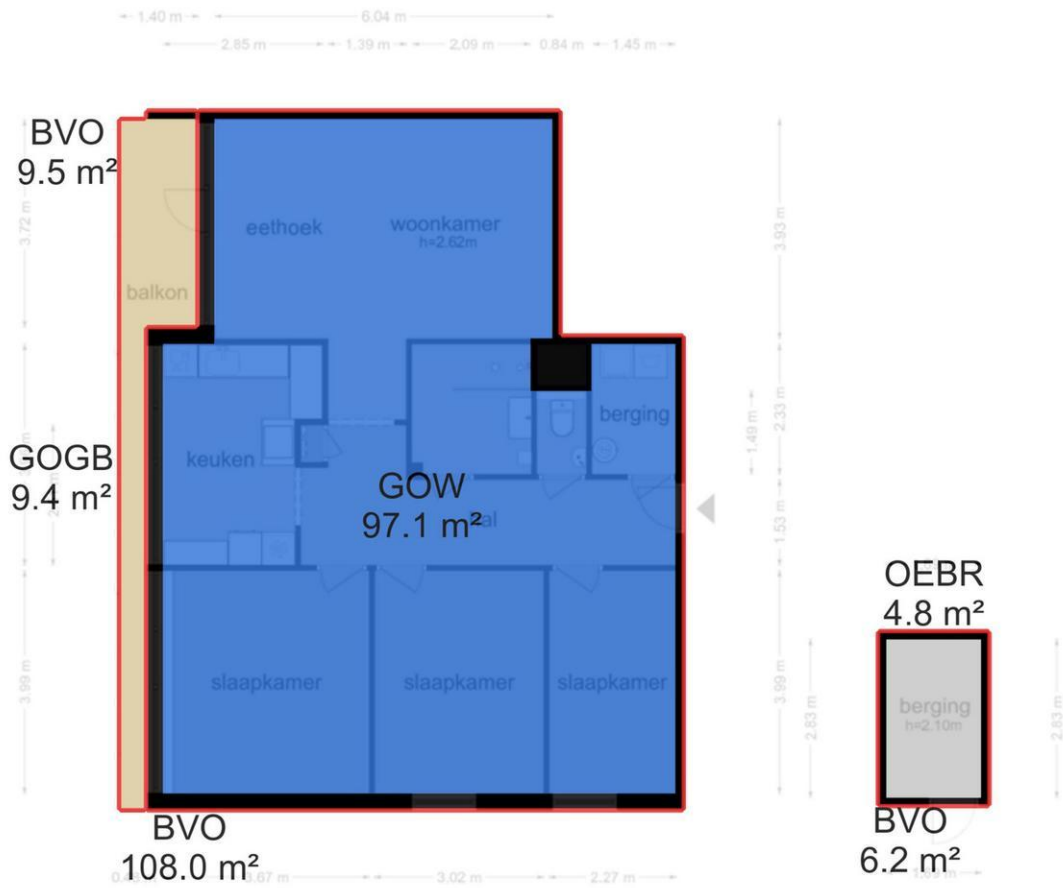 1.40 m
6.04 m
2.85 m
1.39 m
2.09 m
0.84 m
1.45 m
BVO
9.5 m²
3.72 m
eethoek
woonkamer
h=2.62m
3.93 m
balkon
berging
2.33 m
1.49 m
GOGB
9.4 m²
keuken
GOW
97.1 m²
1.53 m
OEBR
4.8 m²
3.99 m
slaapkamer
slaapkamer
slaapkamer
3.99 m
2.83 m
berging
h=2.10m
2.83 m
BVO
108.0 m²
3.67 m
3.02 m
2.27 m
BVO
6.2 m²